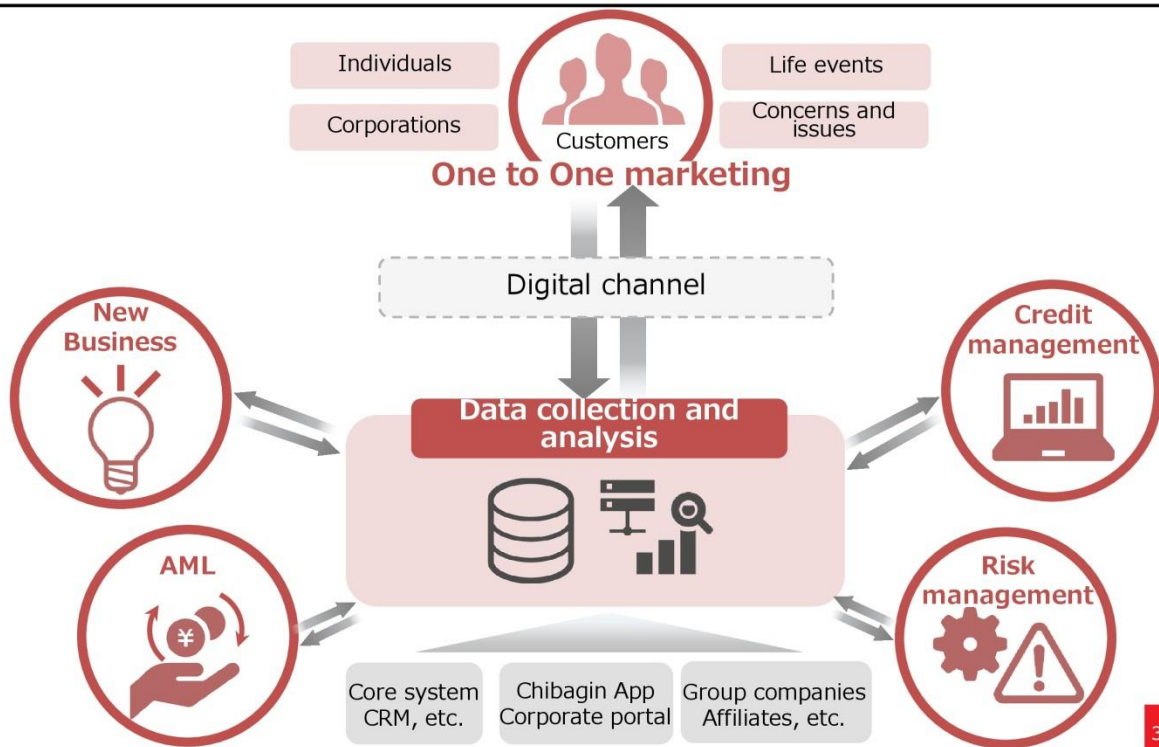 Individuals
Corporations
Customers
Life events
Concerns and
issues
One to One marketing
Digital channel
New
Business
Credit
management
Data collection and
analysis
AML
¥
Risk
management
Core system
CRM, etc.
Chibagin App
Corporate portal
Group companies
Affiliates, etc.
3